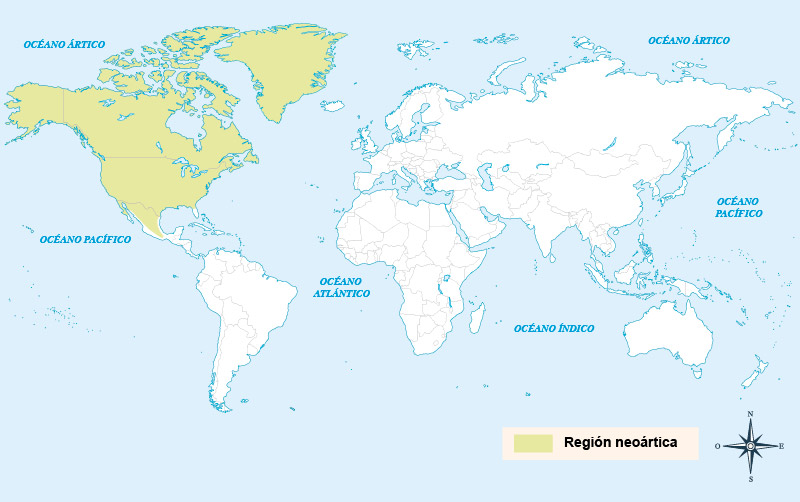 OCÉANO ÁRTICO
OCÉANO ÁRTICO
OCÉANO
PACÍFICO
OCÉANO PACÍFICO
OCÉANO
ATLÁNTICO
OCÉANO ÍNDICO
Región neoártica
N
O
E
S